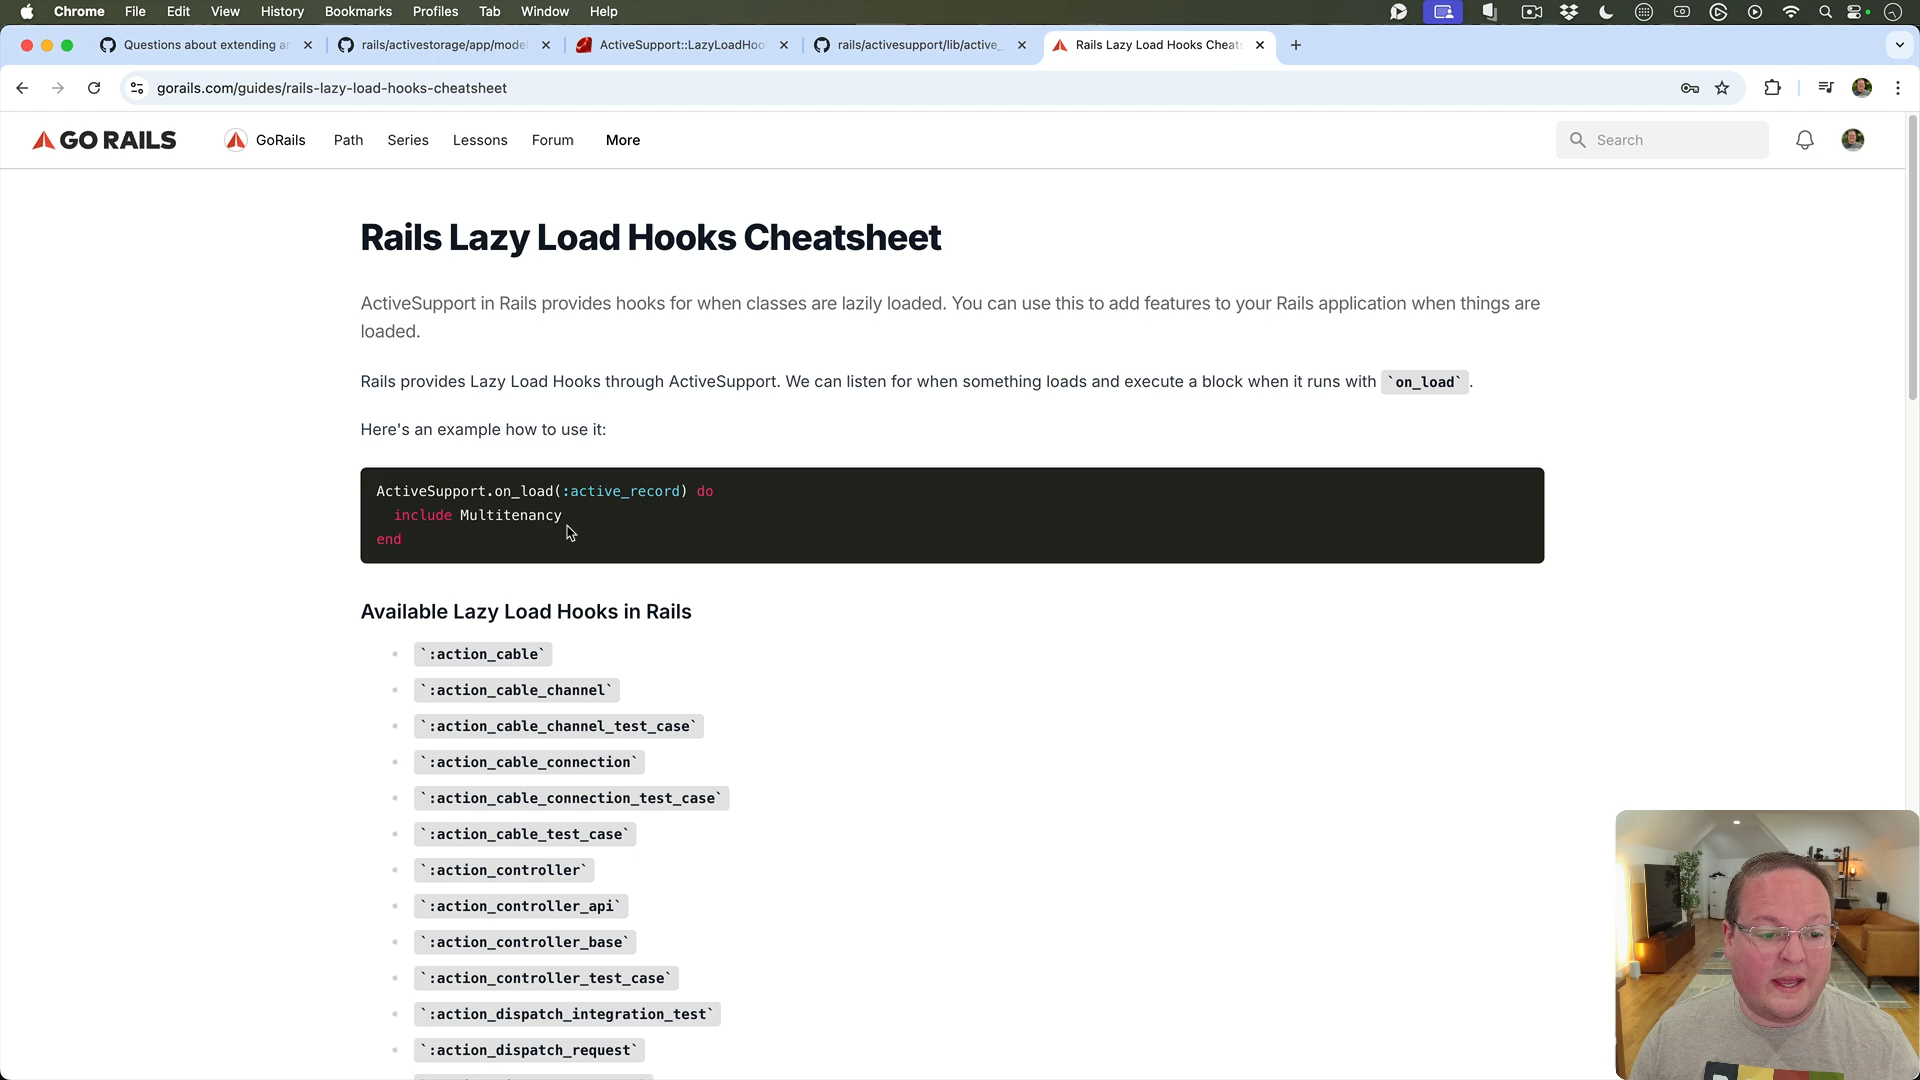 Chrome File Edit View History Bookmarks Profiles Tab Window Help
Questions about extending ar
rails/activestorage/app/mode
ActiveSupport::LazyLoadHoo
rails/activesupport/lib/active_
Rails Lazy Load Hooks Cheats
gorails.com/guides/rails-lazy-load-hooks-cheatsheet
GO RAILS GoRails Path Series Lessons Forum More Search
Rails Lazy Load Hooks Cheatsheet
ActiveSupport in Rails provides hooks for when classes are lazily loaded. You can use this to add features to your Rails application when things are
loaded.
Rails provides Lazy Load Hooks through ActiveSupport. We can listen for when something loads and execute a block when it runs with `on_load`.
Here's an example how to use it:
ActiveSupport.on_load(:active_record) do
include Multitenancy
end
Available Lazy Load Hooks in Rails
`:action_cable`
`:action_cable_channel`
`:action_cable_channel_test_case`
`:action_cable_connection`
`:action_cable_connection_test_case`
`:action_cable_test_case`
`:action_controller`
`:action_controller_api`
`:action_controller_base`
`:action_controller_test_case`
`:action_dispatch_integration_test`
`:action_dispatch_request`